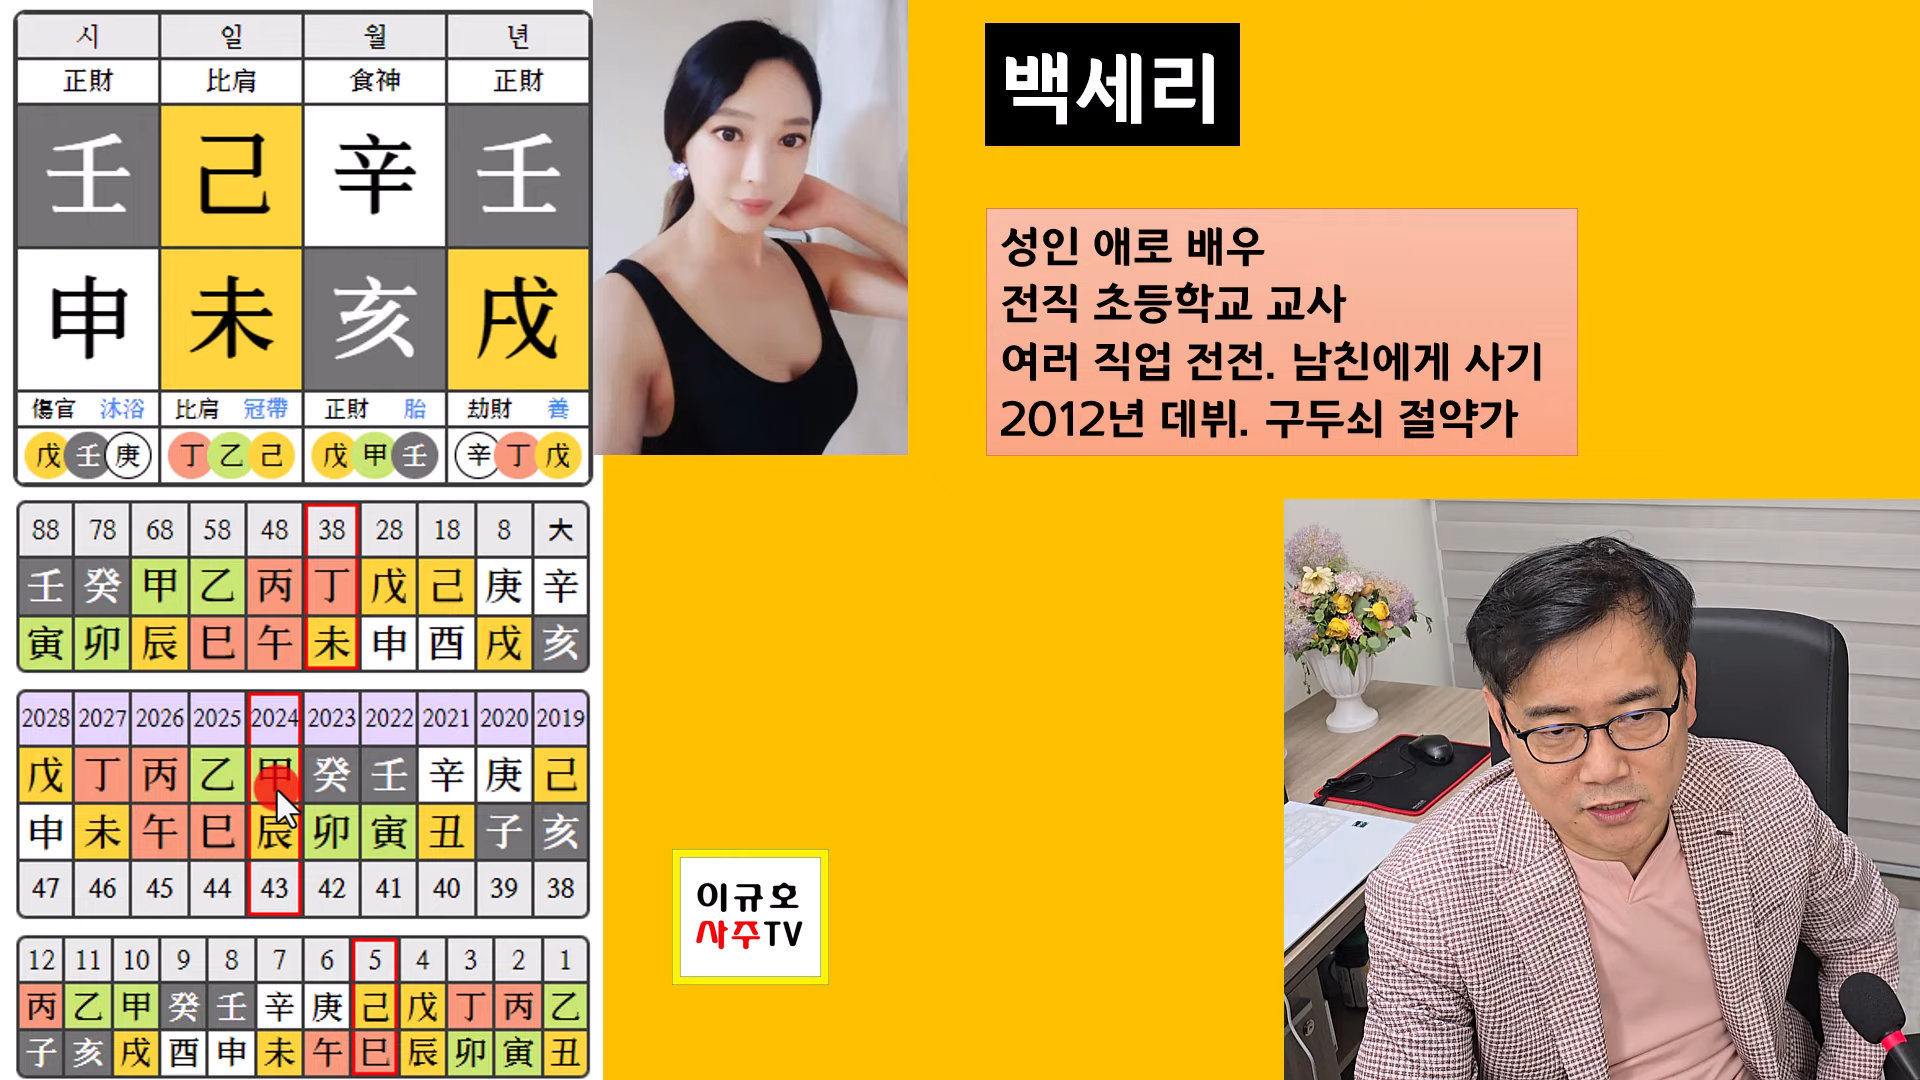 시 일 월 년
正財 比肩 食神 正財
壬 己 辛 壬
申 未 亥 戌
傷官 沐浴 比肩 冠帶 正財 胎 劫財 養
戊 壬 庚 丁 乙 己 戊 甲 壬 辛 丁 戊
88 78 68 58 48 38 28 18 8 大
壬 癸 甲 乙 丙 丁 戊 己 庚 辛
寅 卯 辰 巳 午 未 申 酉 戌 亥
2028 2027 2026 2025 2024 2023 2022 2021 2020 2019
戊 丁 丙 乙 甲 癸 壬 辛 庚 己
申 未 午 巳 辰 卯 寅 丑 子 亥
47 46 45 44 43 42 41 40 39 38
12 11 10 9 8 7 6 5 4 3 2 1
丙 乙 甲 癸 壬 辛 庚 己 戊 丁 丙 乙
子 亥 戌 酉 申 未 午 巳 辰 卯 寅 丑
백세리
성인 애로 배우
전직 초등학교 교사
여러 직업 전전. 남친에게 사기
2012년 데뷔. 구두쇠 절약가
이규호
사주TV